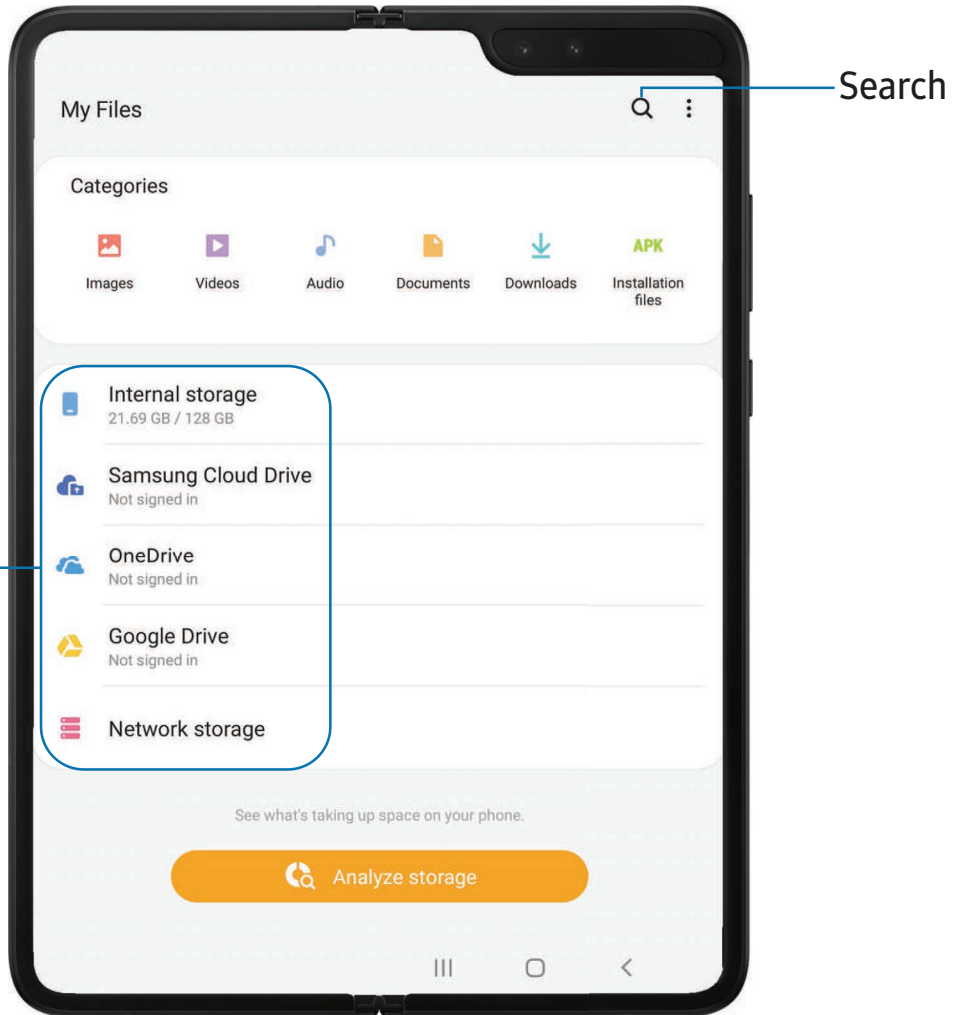 Search
My Files
Categories
Images Videos Audio Documents Downloads APK Installation
files
Internal storage
21.69 GB / 128 GB
Samsung Cloud Drive
Not signed in
OneDrive
Not signed in
Google Drive
Not signed in
Network storage
See what's taking up space on your phone.
Analyze storage